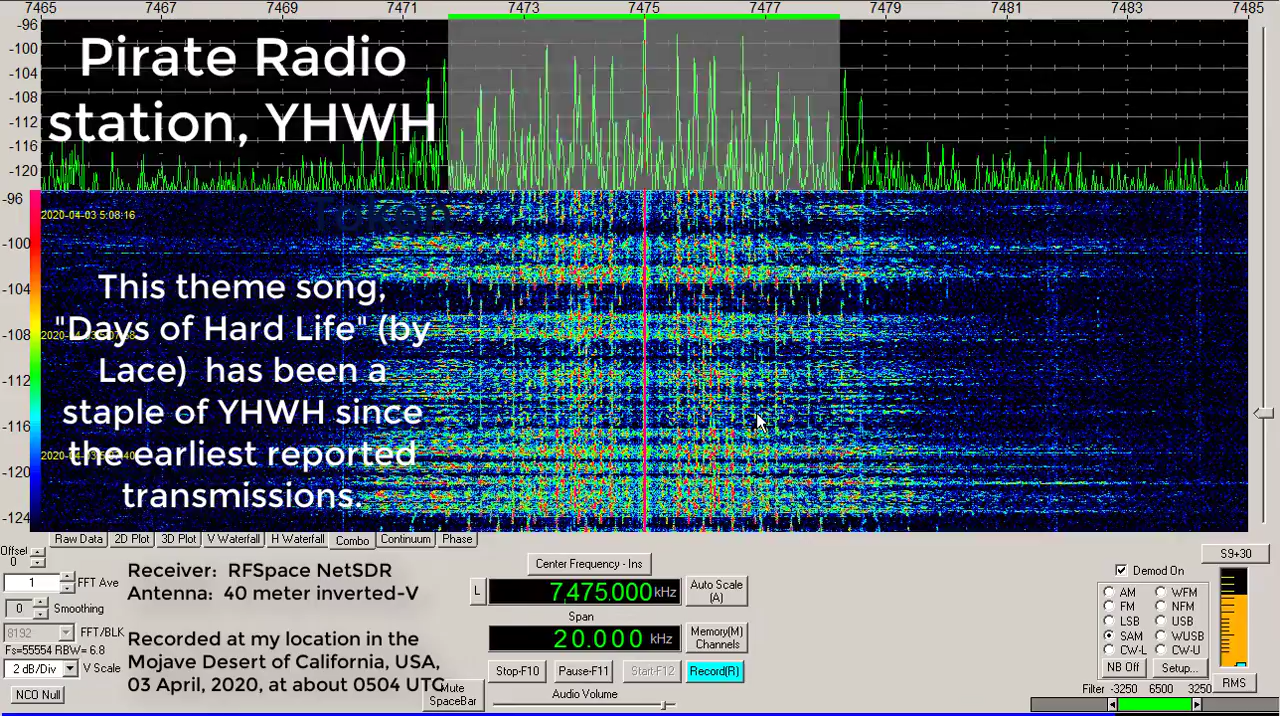 7465 7467 7469 7471 7473 7475 7477 7479 7481 7483 7485
-96
-100
-104
-108
-112
-116
-120
Pirate Radio
station, YHWH
-96
-100
-104
-108
-112
-116
-120
-124
2020-04-03 5:08:16
This theme song,
"Days of Hard Life" (by
Lace) has been a
staple of YHWH since
the earliest reported
transmissions.
Raw Data 2D Plot 3D Plot V Waterfall H Waterfall Combo Continuum Phase
Offset
0
1 FFT Ave
0 Smoothing
8192 FFT/BLK
Fs=55554 RBW= 6.8
2 dB/Div V Scale
NCO Null
Receiver: RFSpace NetSDR
Antenna: 40 meter inverted-V
Recorded at my location in the
Mojave Desert of California, USA,
03 April, 2020, at about 0504 UTC
Mute
SpaceBar
Center Frequency - Ins
L 7,475.000 kHz
Auto Scale
(A)
Span
20.000 kHz
Memory(M)
Channels
Stop-F10 Pause-F11 Start-F12 Record(R)
Audio Volume
S9+30
Demod On
AM WFM
FM NFM
LSB USB
SAM WUSB
CW-L CW-U
NB Off Setup...
Filter -3250 6500 3250
RMS